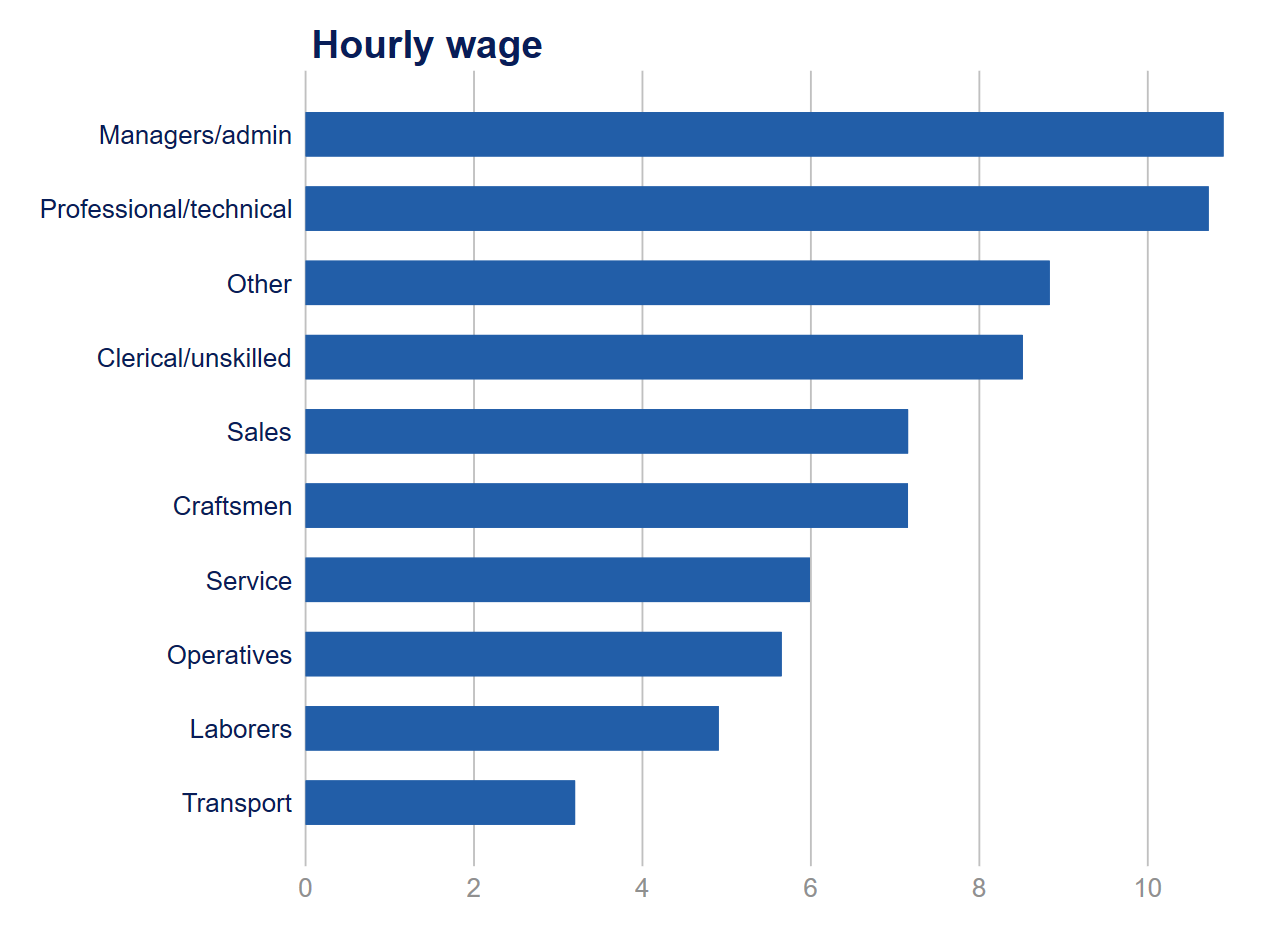 Hourly wage
Managers/admin
Professional/technical
Other
Clerical/unskilled
Sales
Craftsmen
Service
Operatives
Laborers
Transport
0 2 4 6 8 10